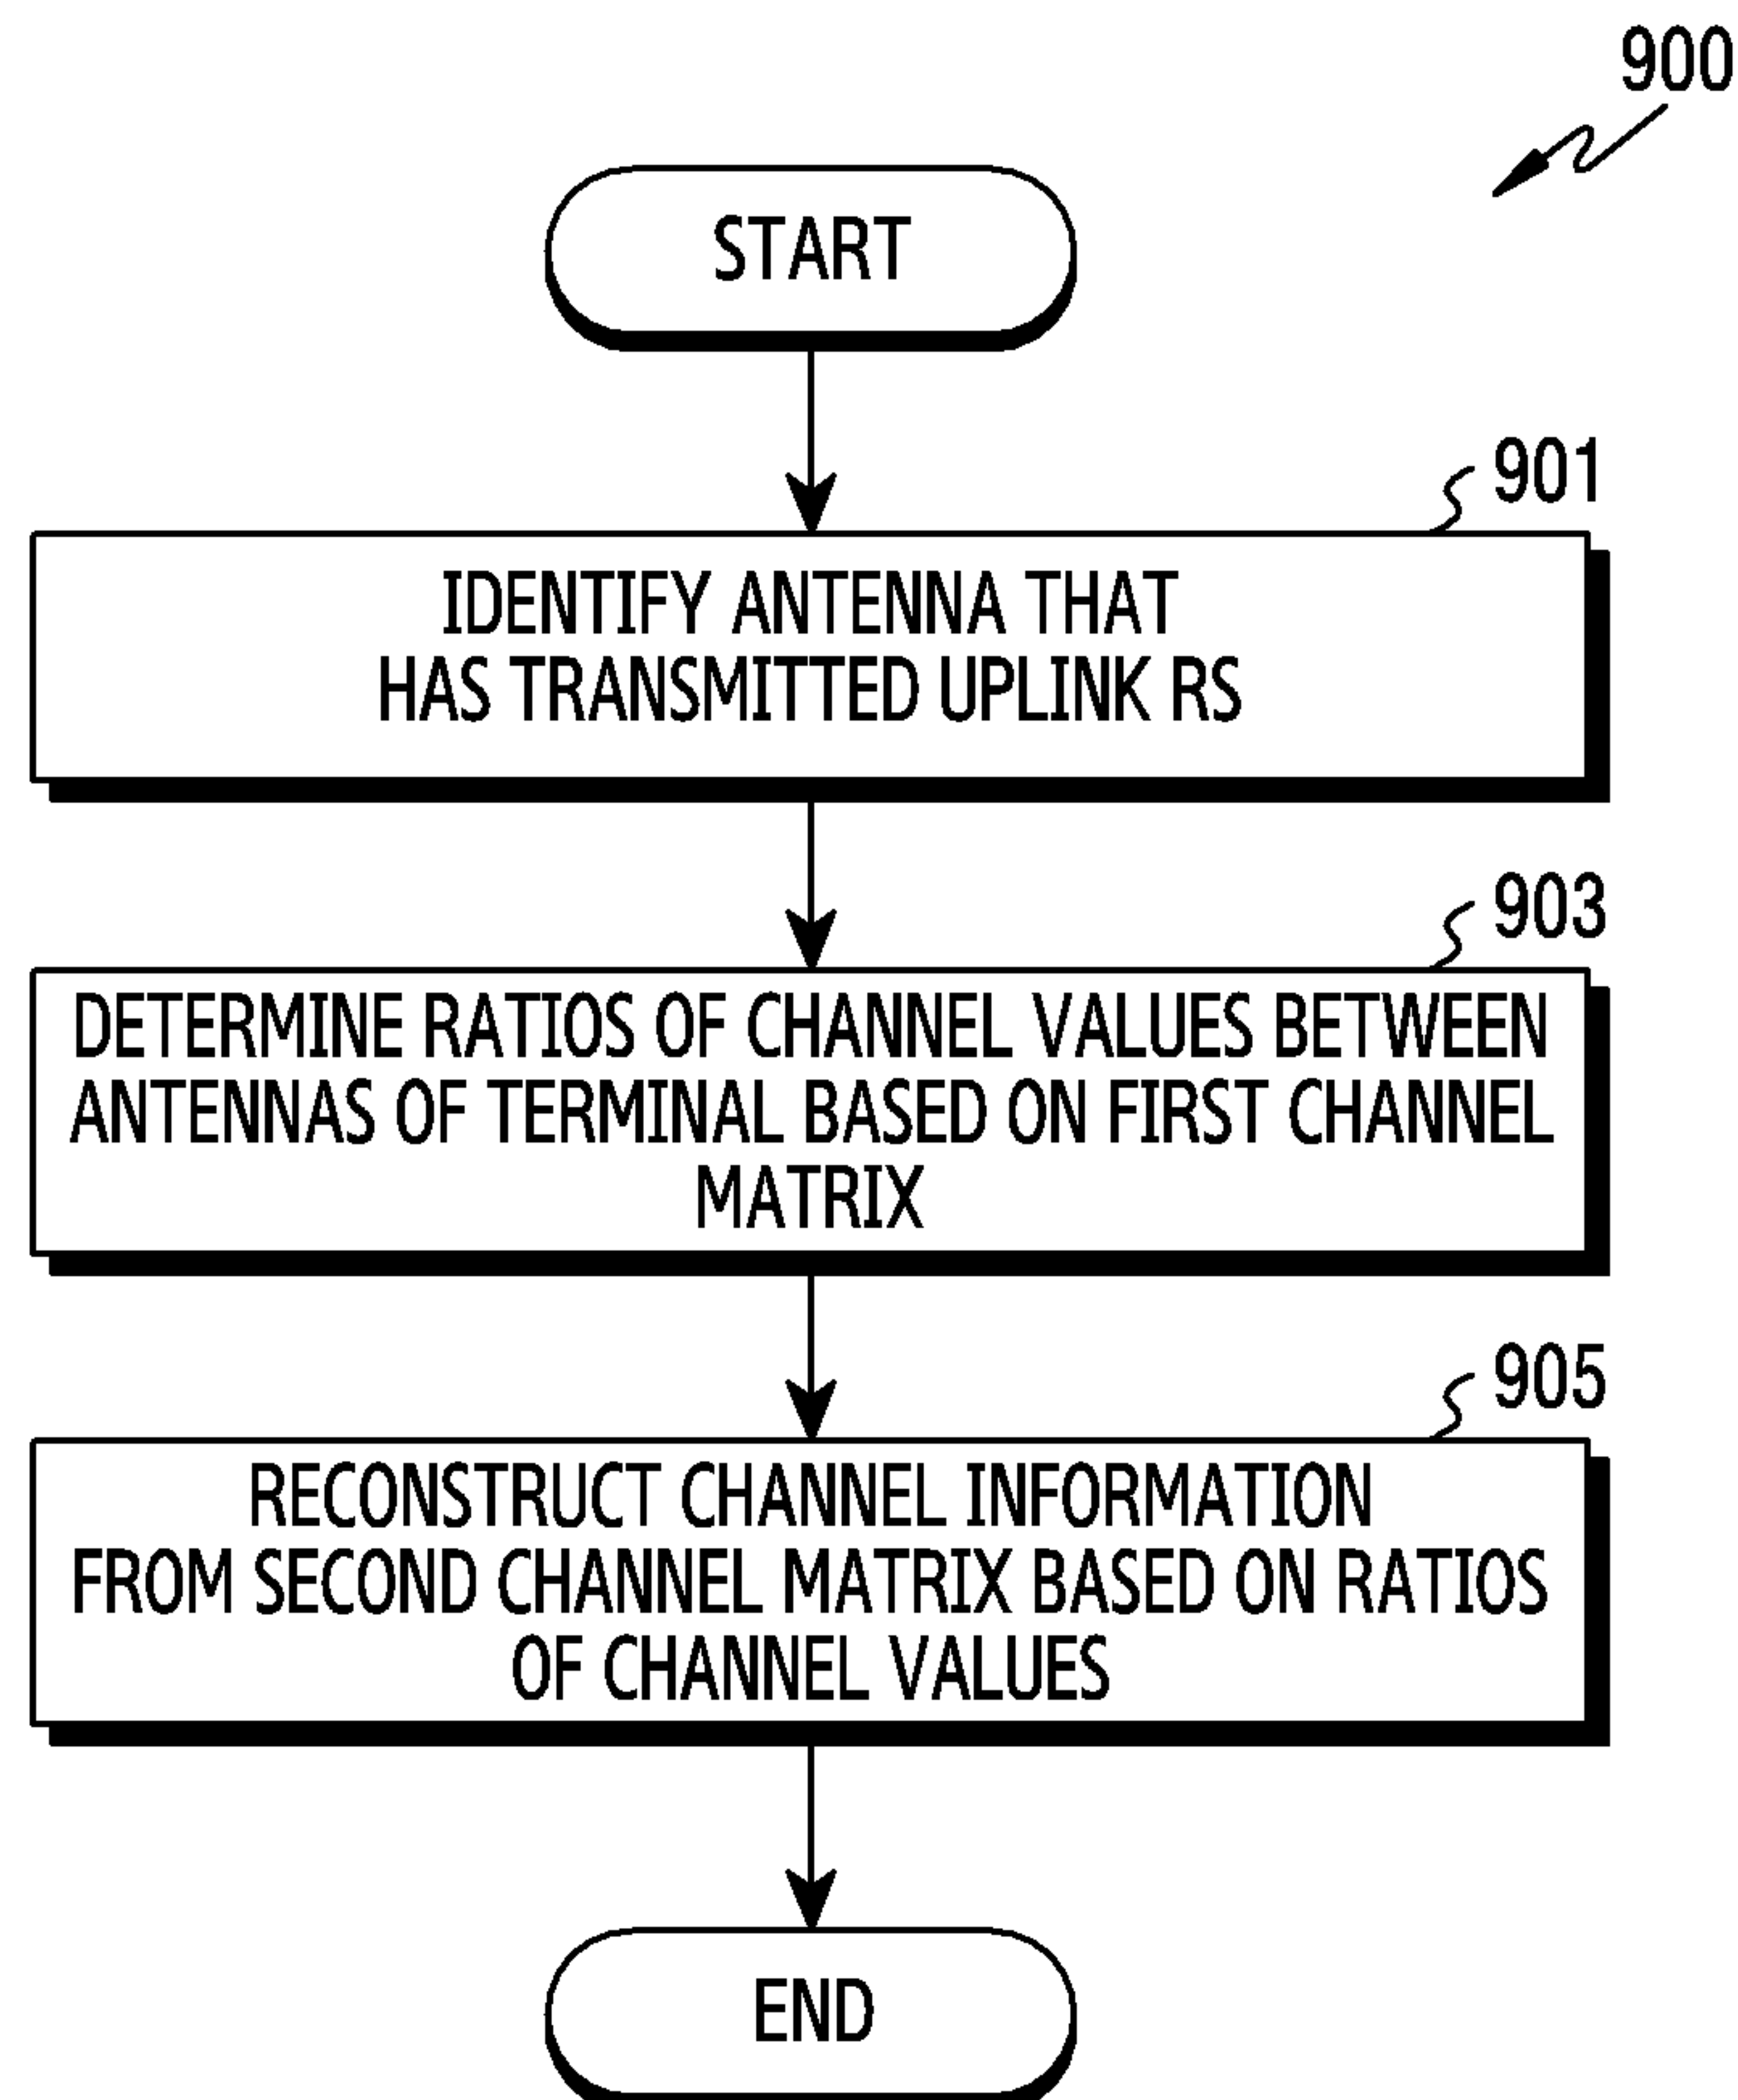 900
START
901
IDENTIFY ANTENNA THAT
HAS TRANSMITTED UPLINK RS
903
DETERMINE RATIOS OF CHANNEL VALUES BETWEEN
ANTENNAS OF TERMINAL BASED ON FIRST CHANNEL
MATRIX
905
RECONSTRUCT CHANNEL INFORMATION
FROM SECOND CHANNEL MATRIX BASED ON RATIOS
OF CHANNEL VALUES
END